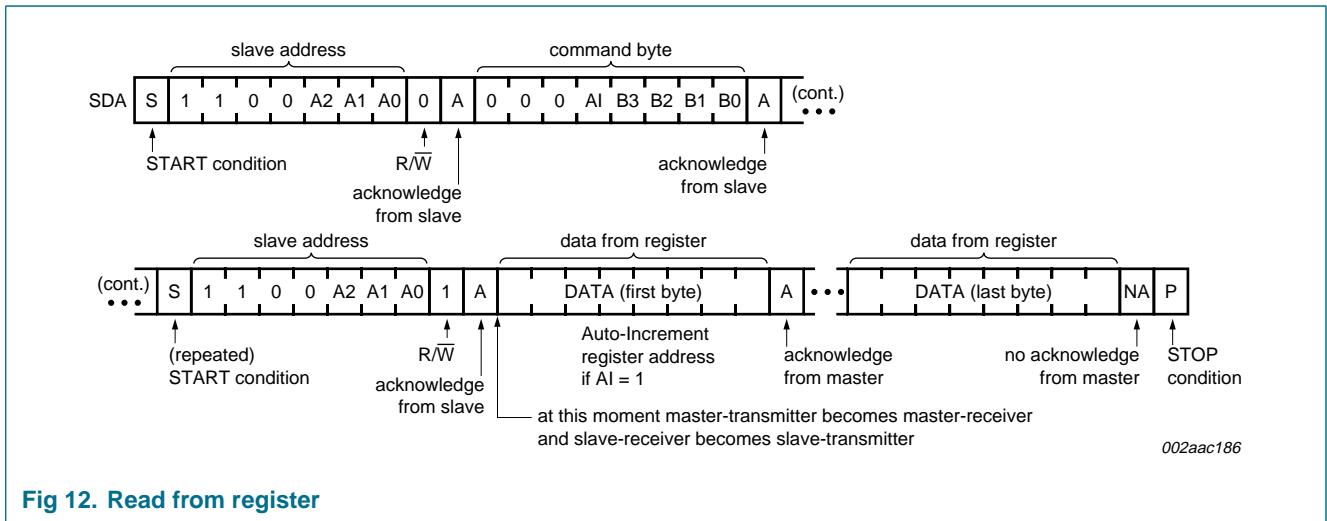 slave address command byte
SDA S 1 1 0 0 A2 A1 A0 0 A 0 0 0 AI B3 B2 B1 B0 A (cont.)
START condition R/W acknowledge
acknowledge from slave
from slave
slave address data from register data from register
(cont.) S 1 1 0 0 A2 A1 A0 1 A DATA (first byte) A DATA (last byte) NA P
(repeated)
START condition
R/W
acknowledge
from slave
Auto-Increment
register address
if AI = 1
acknowledge
from master
no acknowledge
from master
STOP
condition
at this moment master-transmitter becomes master-receiver
and slave-receiver becomes slave-transmitter
002aac186
Fig 12. Read from register